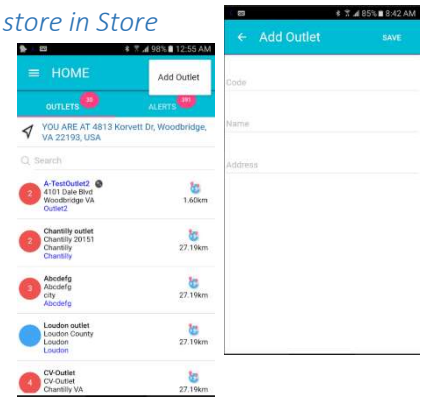 store in Store
98% 12:55 AM
HOME
Add Outlet
OUTLETS 20
ALERTS 291
YOU ARE AT 4813 Korvett Dr, Woodbridge,
VA 22193, USA
Search
2
A-TestOutlet2
4101 Dale Blvd
Woodbridge VA
Outlet2
1.60km
2
Chantilly outlet
Chantilly 20151
Chantilly
Chantilly
27.19km
3
Abcdefg
Abcdefg
city
Abcdefg
27.19km
Loudon outlet
Loudon County
Loudon
Loudon
27.19km
4
CV-Outlet
CV-Outlet
Chantilly VA
27.19km
85% 8:42 AM
Add Outlet SAVE
Code
Name
Address